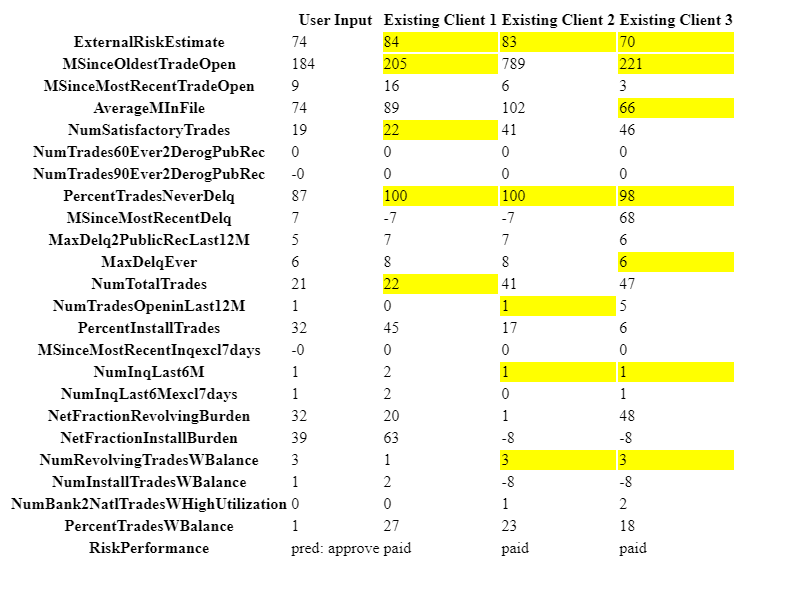 User Input Existing Client 1 Existing Client 2 Existing Client 3
ExternalRiskEstimate 74 84 83 70
MSinceOldestTradeOpen 184 205 789 221
MSinceMostRecentTradeOpen 9 16 6 3
AverageMInFile 74 89 102 66
NumSatisfactoryTrades 19 22 41 46
NumTrades60Ever2DerogPubRec 0 0 0 0
NumTrades90Ever2DerogPubRec -0 0 0 0
PercentTradesNeverDelq 87 100 100 98
MSinceMostRecentDelq 7 -7 -7 68
MaxDelq2PublicRecLast12M 5 7 7 6
MaxDelqEver 6 8 8 6
NumTotalTrades 21 22 41 47
NumTradesOpeninLast12M 1 0 1 5
PercentInstallTrades 32 45 17 6
MSinceMostRecentInqexcl7days -0 0 0 0
NumInqLast6M 1 2 1 1
NumInqLast6Mexcl7days 1 2 0 1
NetFractionRevolvingBurden 32 20 1 48
NetFractionInstallBurden 39 63 -8 -8
NumRevolvingTradesWBalance 3 1 3 3
NumInstallTradesWBalance 1 2 -8 -8
NumBank2NatlTradesWHighUtilization 0 0 1 2
PercentTradesWBalance 1 27 23 18
RiskPerformance pred: approve paid paid paid